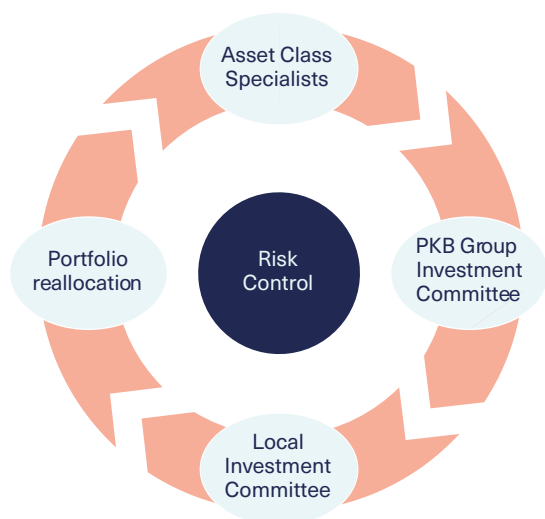 Asset Class
Specialists
PKB Group
Investment
Committee
Local
Investment
Committee
Portfolio
reallocation
Risk
Control